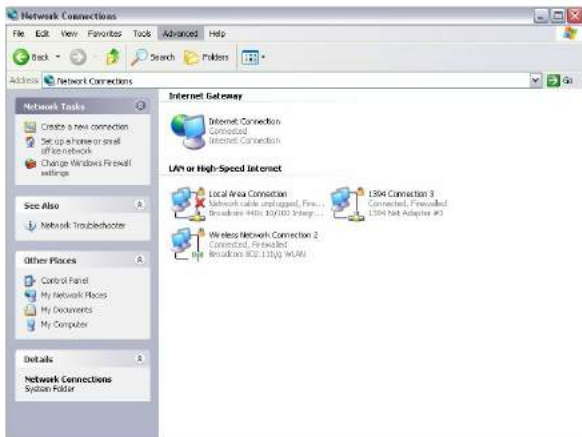 Network Connections
File Edit View Favorites Tools Advanced Help
Back Search Folders
Address Network Connections Go
Network Tasks
Create a new connection
Set up a home or small
office network
Change Windows Firewall
settings
See Also
Network Troubleshooter
Other Places
Control Panel
My Network Places
My Documents
My Computer
Details
Network Connections
System Folder
Internet Gateway
Internet Connection
Connected
Internet Connection
LAN or High-Speed Internet
Local Area Connection
Network cable unplugged, Fire...
Broadcom 440x 10/100 Integr...
1394 Connection 3
Connected, Firewalled
1394 Net Adapter #3
Wireless Network Connection 2
Connected, Firewalled
Broadcom 802.11b/g WLAN